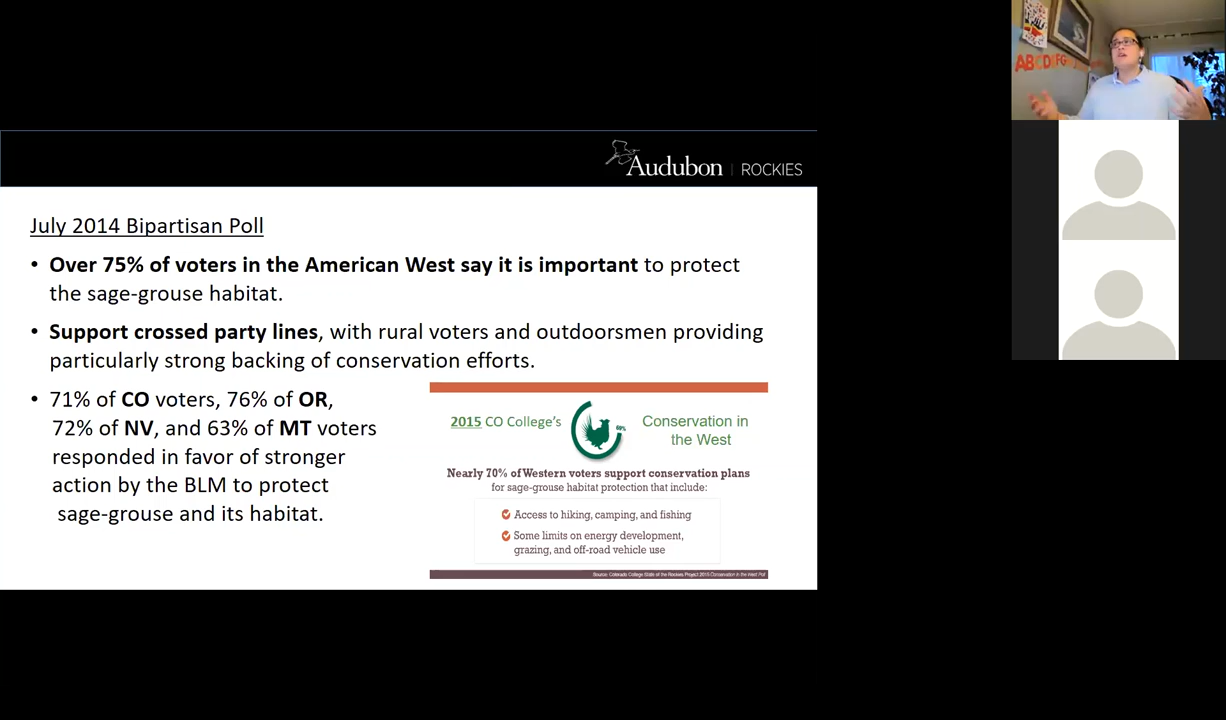 Audubon | ROCKIES
July 2014 Bipartisan Poll
• Over 75% of voters in the American West say it is important to protect
the sage-grouse habitat.
• Support crossed party lines, with rural voters and outdoorsmen providing
particularly strong backing of conservation efforts.
• 71% of CO voters, 76% of OR,
72% of NV, and 63% of MT voters
responded in favor of stronger
action by the BLM to protect
sage-grouse and its habitat.
2015 CO College's
69%
Conservation in
the West
Nearly 70% of Western voters support conservation plans
for sage-grouse habitat protection that include:
Access to hiking, camping, and fishing
Some limits on energy development,
grazing, and off-road vehicle use
Source: Colorado College State of the Rockies Project 2015 Conservation in the West Poll
ABCDEFG